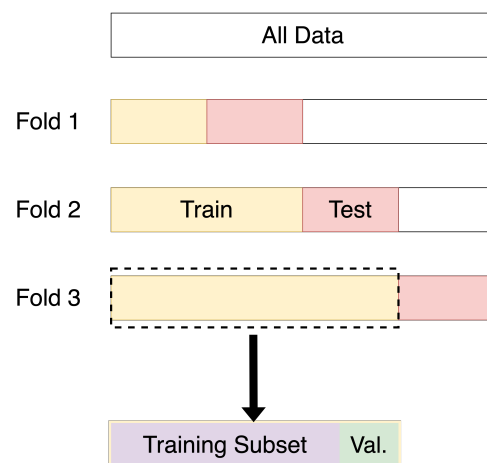 All Data
Fold 1
Fold 2
Train
Test
Fold 3
Training Subset
Val.